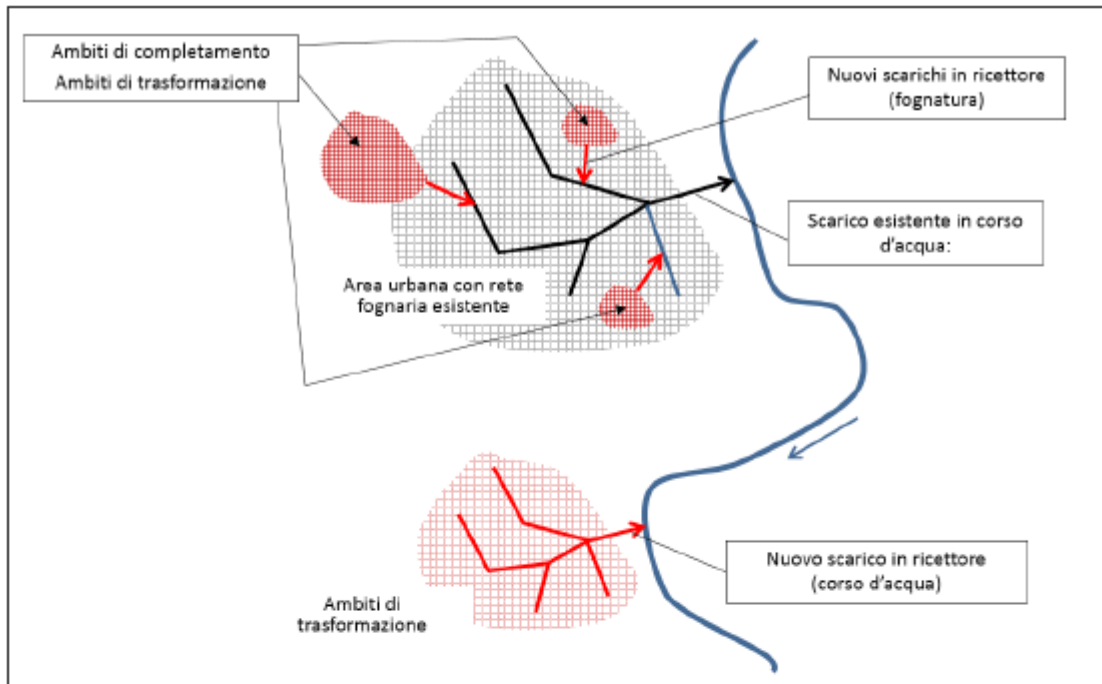 Ambiti di completamento
Ambiti di trasformazione
Nuovi scarichi in ricettore
(fognatura)
Scarico esistente in corso
d'acqua:
Area urbana con rete
fognaria esistente
Nuovo scarico in ricettore
(corso d'acqua)
Ambiti di
trasformazione